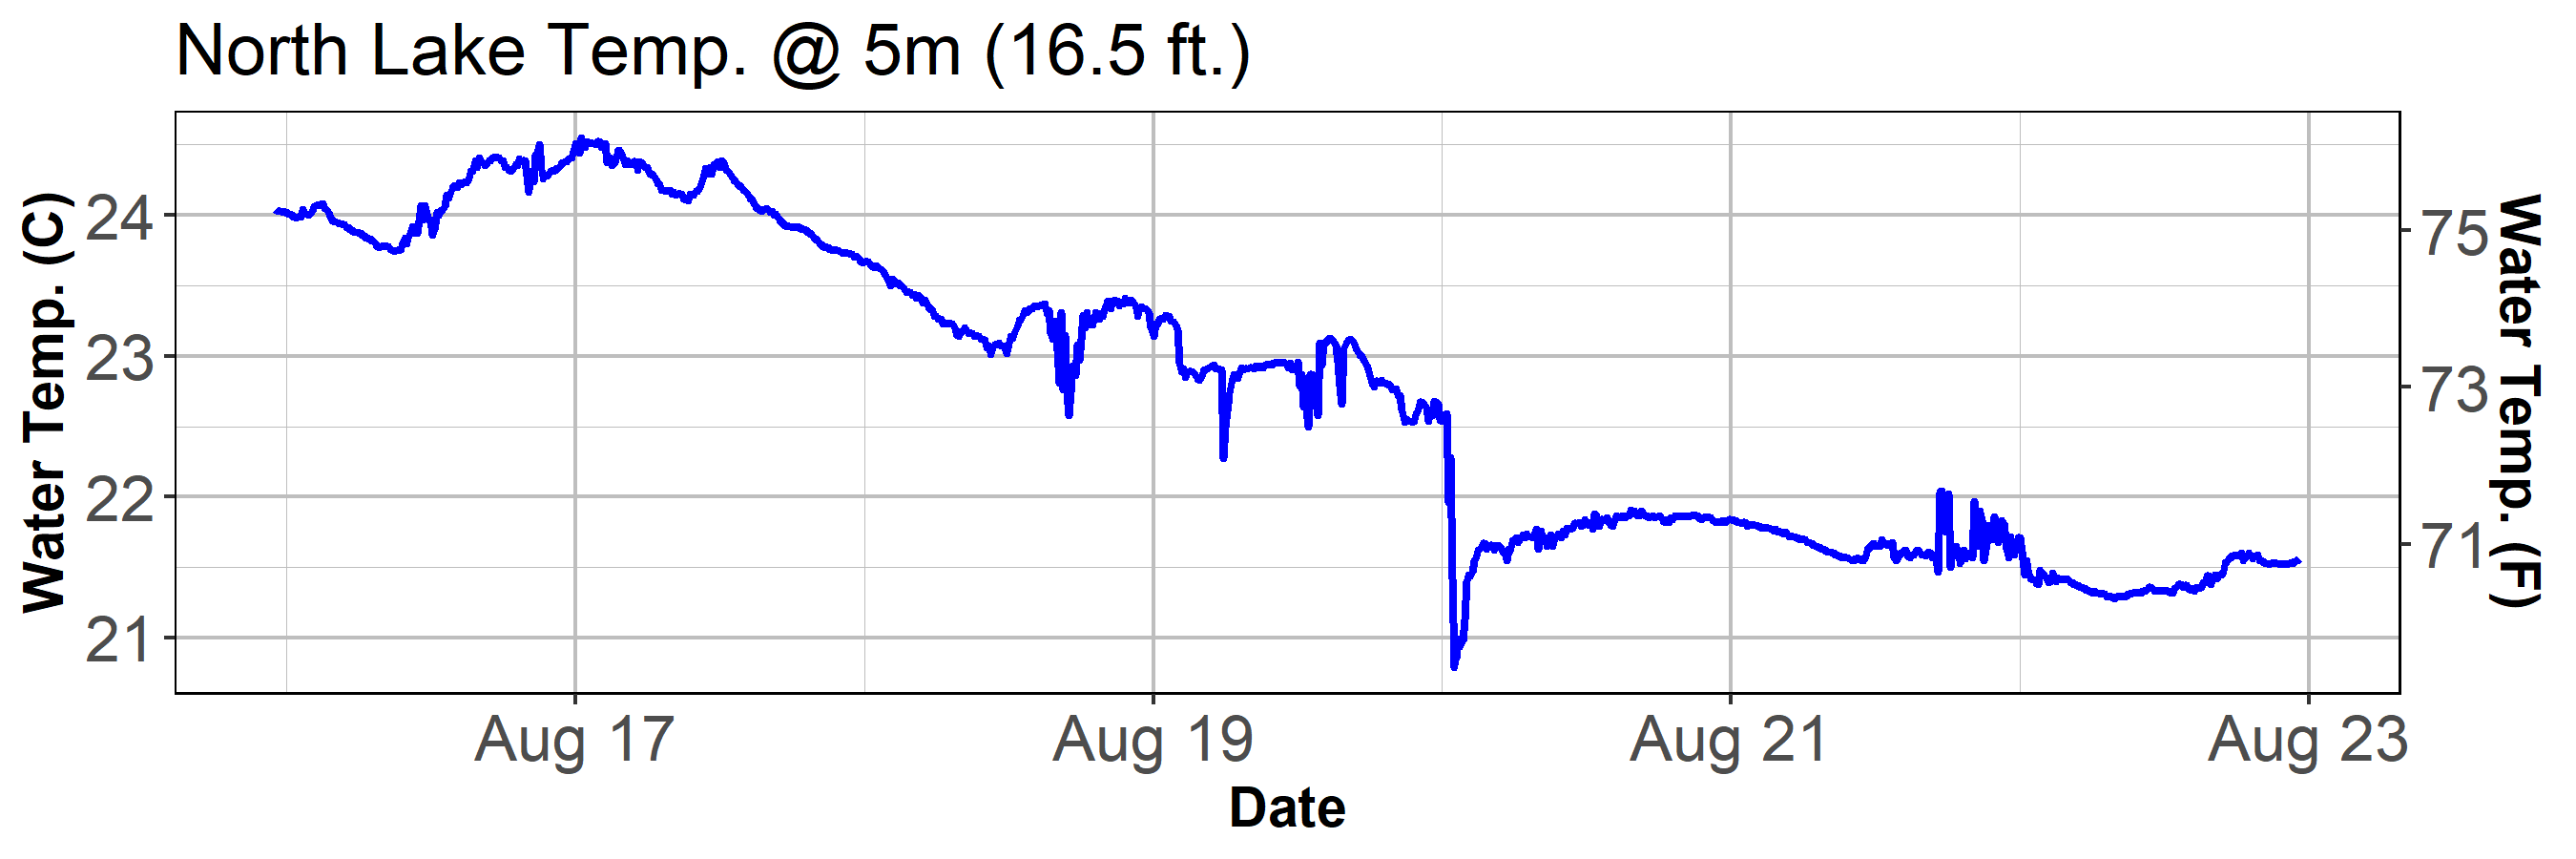 North Lake Temp. @ 5m (16.5 ft.)
Water Temp. (C)
24
23
22
21
75
73
71
Water Temp. (F)
Aug 17
Aug 19
Aug 21
Aug 23
Date